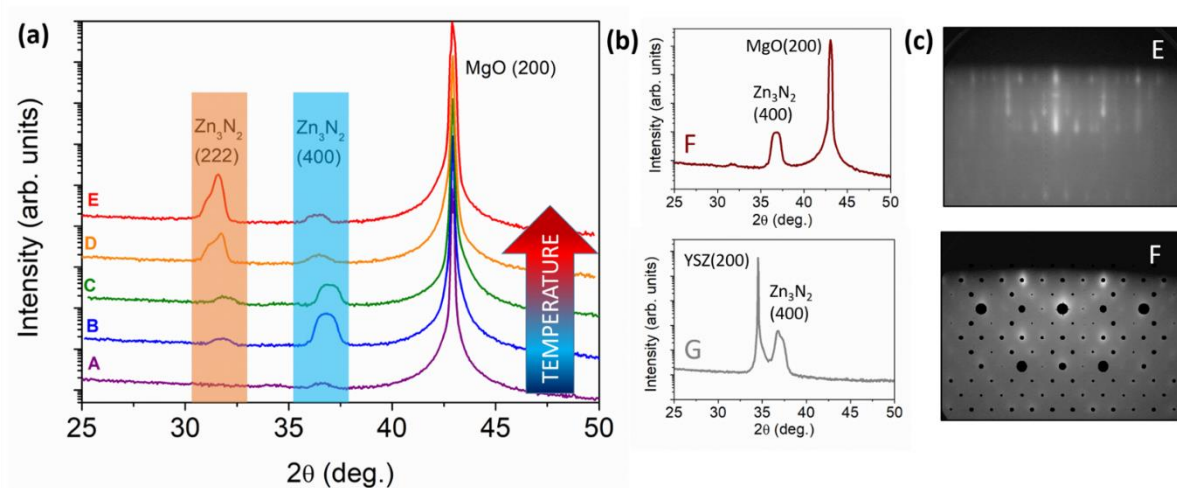 (a)
Intensity (arb. units)
Zn₃N₂
(222)
Zn₃N₂
(400)
MgO (200)
E
D
C
B
A
TEMPERATURE
25 30 35 40 45 50
2θ (deg.)
(b)
Intensity (arb. units)
MgO(200)
Zn₃N₂
(400)
F
25 30 35 40 45 50
2θ (deg.)
Intensity (arb. units)
YSZ(200)
Zn₃N₂
(400)
G
25 30 35 40 45 50
2θ (deg.)
(c)
E
F